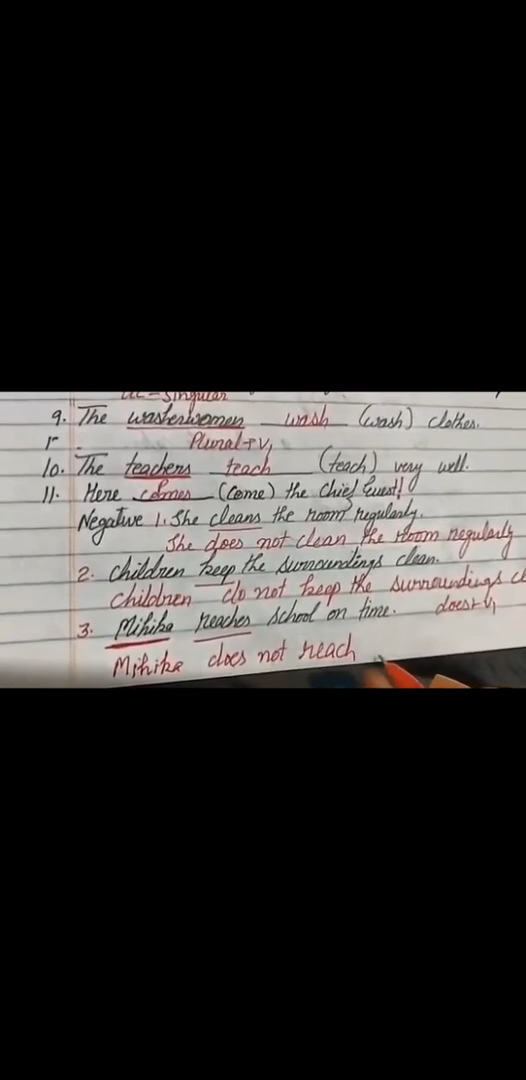 uc - Singular
9. The washerwomen wash (wash) clothes.
Plural + V1
10. The teachers teach (teach) very well.
11. Here comes (come) the Chief Guest!
Negative 1. She cleans the room regularly.
She does not clean the room regularly
2. Children keep the surroundings clean.
Children do not keep the surroundings cl
3. Mihika reaches school on time. does + V1
Mihika does not reach